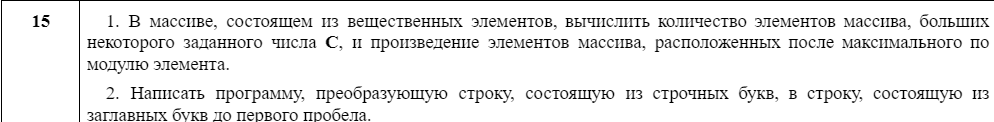 15
1. В массиве, состоящем из вещественных элементов, вычислить количество элементов массива, больших
некоторого заданного числа С, и произведение элементов массива, расположенных после максимального по
модулю элемента.
2. Написать программу, преобразующую строку, состоящую из строчных букв, в строку, состоящую из
заглавных букв до первого пробела.